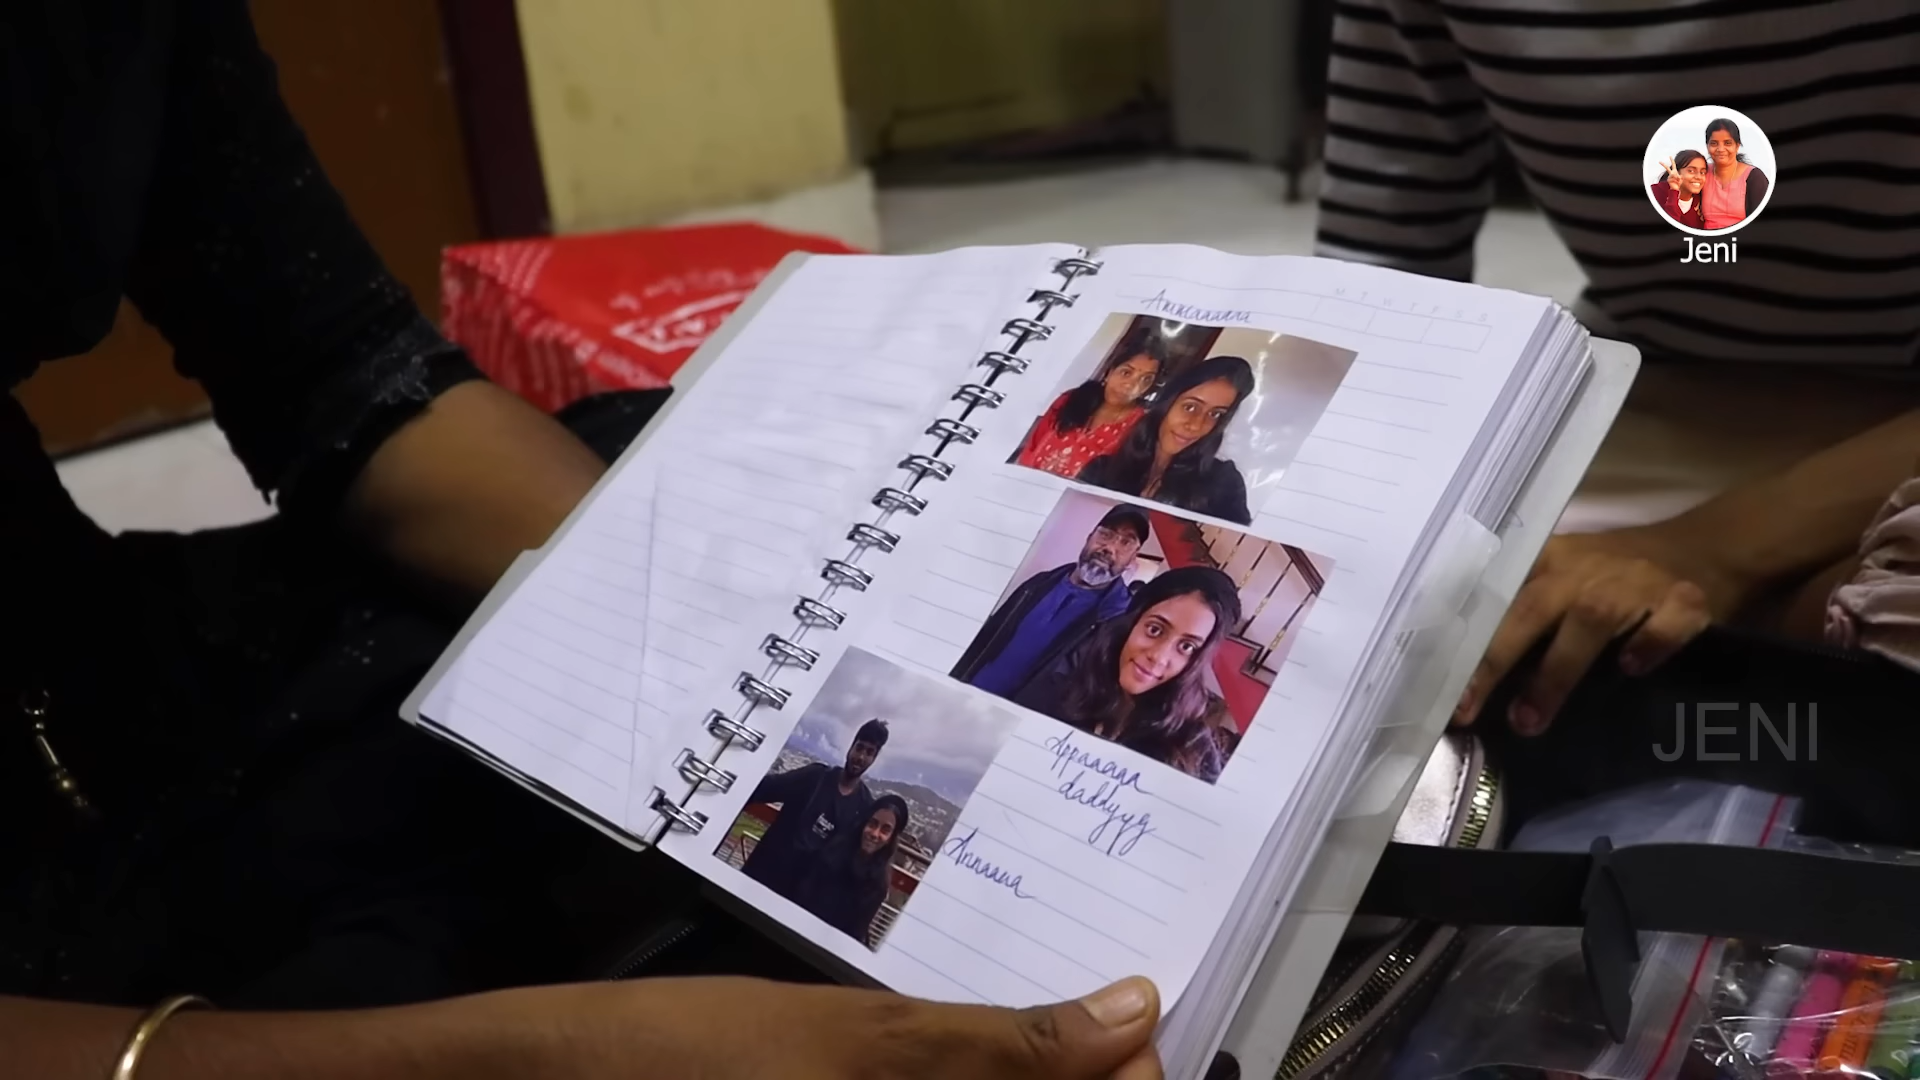 Jeni
Ammaaaaaa
M T W T F S S
Appaaaaa
daddyyy
Annaaaa
JENI